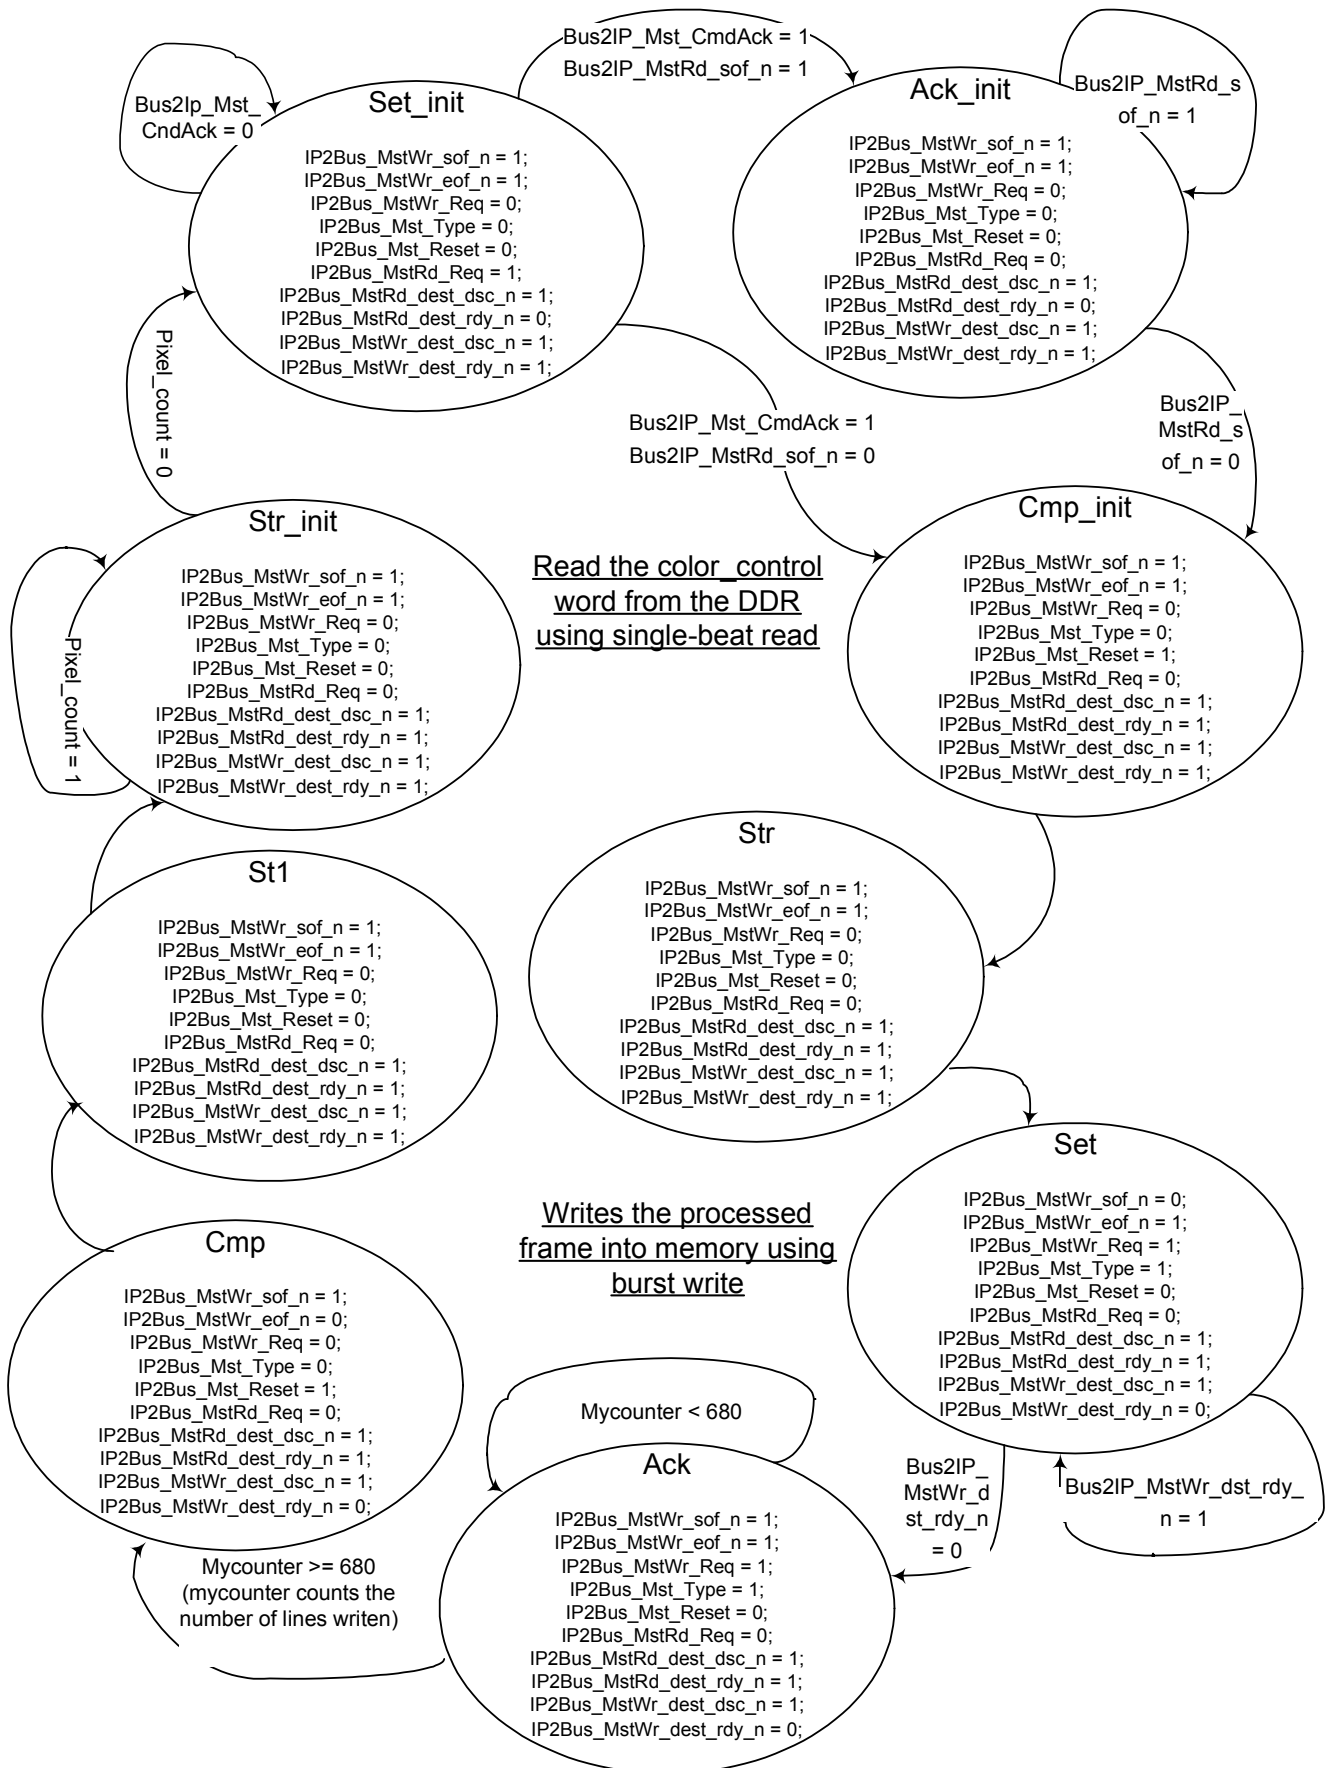 Bus2IP_Mst_CmdAck = 1
Bus2IP_MstRd_sof_n = 1
Bus2Ip_Mst_
CndAck = 0
Set_init
IP2Bus_MstWr_sof_n = 1;
IP2Bus_MstWr_eof_n = 1;
IP2Bus_MstWr_Req = 0;
IP2Bus_Mst_Type = 0;
IP2Bus_Mst_Reset = 0;
IP2Bus_MstRd_Req = 1;
IP2Bus_MstRd_dest_dsc_n = 1;
IP2Bus_MstRd_dest_rdy_n = 0;
IP2Bus_MstWr_dest_dsc_n = 1;
IP2Bus_MstWr_dest_rdy_n = 1;
Ack_init
IP2Bus_MstWr_sof_n = 1;
IP2Bus_MstWr_eof_n = 1;
IP2Bus_MstWr_Req = 0;
IP2Bus_Mst_Type = 0;
IP2Bus_Mst_Reset = 0;
IP2Bus_MstRd_Req = 0;
IP2Bus_MstRd_dest_dsc_n = 1;
IP2Bus_MstRd_dest_rdy_n = 0;
IP2Bus_MstWr_dest_dsc_n = 1;
IP2Bus_MstWr_dest_rdy_n = 1;
Bus2IP_MstRd_s
of_n = 1
Pixel_count = 0
Bus2IP_Mst_CmdAck = 1
Bus2IP_MstRd_sof_n = 0
Bus2IP_
MstRd_s
of_n = 0
Str_init
IP2Bus_MstWr_sof_n = 1;
IP2Bus_MstWr_eof_n = 1;
IP2Bus_MstWr_Req = 0;
IP2Bus_Mst_Type = 0;
IP2Bus_Mst_Reset = 0;
IP2Bus_MstRd_Req = 0;
IP2Bus_MstRd_dest_dsc_n = 1;
IP2Bus_MstRd_dest_rdy_n = 1;
IP2Bus_MstWr_dest_dsc_n = 1;
IP2Bus_MstWr_dest_rdy_n = 1;
Pixel_count = 1
Read the color_control
word from the DDR
using single-beat read
Cmp_init
IP2Bus_MstWr_sof_n = 1;
IP2Bus_MstWr_eof_n = 1;
IP2Bus_MstWr_Req = 0;
IP2Bus_Mst_Type = 0;
IP2Bus_Mst_Reset = 1;
IP2Bus_MstRd_Req = 0;
IP2Bus_MstRd_dest_dsc_n = 1;
IP2Bus_MstRd_dest_rdy_n = 1;
IP2Bus_MstWr_dest_dsc_n = 1;
IP2Bus_MstWr_dest_rdy_n = 1;
Str
IP2Bus_MstWr_sof_n = 1;
IP2Bus_MstWr_eof_n = 1;
IP2Bus_MstWr_Req = 0;
IP2Bus_Mst_Type = 0;
IP2Bus_Mst_Reset = 0;
IP2Bus_MstRd_Req = 0;
IP2Bus_MstRd_dest_dsc_n = 1;
IP2Bus_MstRd_dest_rdy_n = 1;
IP2Bus_MstWr_dest_dsc_n = 1;
IP2Bus_MstWr_dest_rdy_n = 1;
St1
IP2Bus_MstWr_sof_n = 1;
IP2Bus_MstWr_eof_n = 1;
IP2Bus_MstWr_Req = 0;
IP2Bus_Mst_Type = 0;
IP2Bus_Mst_Reset = 0;
IP2Bus_MstRd_Req = 0;
IP2Bus_MstRd_dest_dsc_n = 1;
IP2Bus_MstRd_dest_rdy_n = 1;
IP2Bus_MstWr_dest_dsc_n = 1;
IP2Bus_MstWr_dest_rdy_n = 1;
Set
IP2Bus_MstWr_sof_n = 0;
IP2Bus_MstWr_eof_n = 1;
IP2Bus_MstWr_Req = 1;
IP2Bus_Mst_Type = 1;
IP2Bus_Mst_Reset = 0;
IP2Bus_MstRd_Req = 0;
IP2Bus_MstRd_dest_dsc_n = 1;
IP2Bus_MstRd_dest_rdy_n = 1;
IP2Bus_MstWr_dest_dsc_n = 1;
IP2Bus_MstWr_dest_rdy_n = 0;
Writes the processed
frame into memory using
burst write
Cmp
IP2Bus_MstWr_sof_n = 1;
IP2Bus_MstWr_eof_n = 0;
IP2Bus_MstWr_Req = 0;
IP2Bus_Mst_Type = 0;
IP2Bus_Mst_Reset = 1;
IP2Bus_MstRd_Req = 0;
IP2Bus_MstRd_dest_dsc_n = 1;
IP2Bus_MstRd_dest_rdy_n = 1;
IP2Bus_MstWr_dest_dsc_n = 1;
IP2Bus_MstWr_dest_rdy_n = 0;
Mycounter < 680
Bus2IP_
MstWr_d
st_rdy_n
= 0
Bus2IP_MstWr_dst_rdy_
n = 1
Mycounter >= 680
(mycounter counts the
number of lines writen)
Ack
IP2Bus_MstWr_sof_n = 1;
IP2Bus_MstWr_eof_n = 1;
IP2Bus_MstWr_Req = 1;
IP2Bus_Mst_Type = 1;
IP2Bus_Mst_Reset = 0;
IP2Bus_MstRd_Req = 0;
IP2Bus_MstRd_dest_dsc_n = 1;
IP2Bus_MstRd_dest_rdy_n = 1;
IP2Bus_MstWr_dest_dsc_n = 1;
IP2Bus_MstWr_dest_rdy_n = 0;